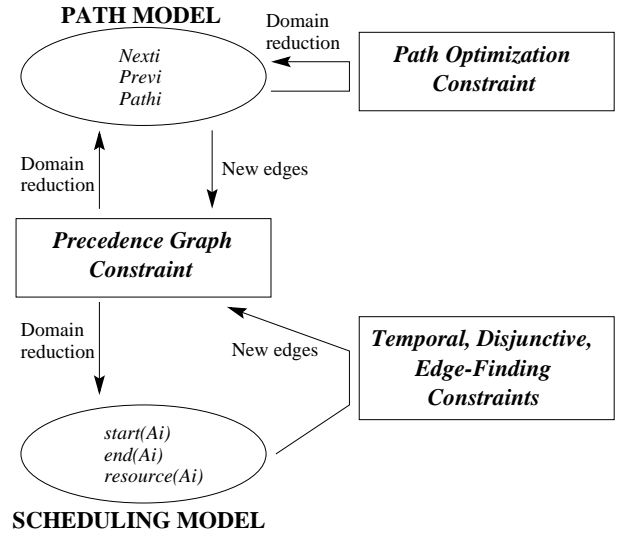 PATH MODEL
Nexti
Previ
Pathi
Domain
reduction
Path Optimization
Constraint
Domain
reduction
New edges
Precedence Graph
Constraint
Domain
reduction
New edges
Temporal, Disjunctive,
Edge-Finding
Constraints
start(Ai)
end(Ai)
resource(Ai)
SCHEDULING MODEL